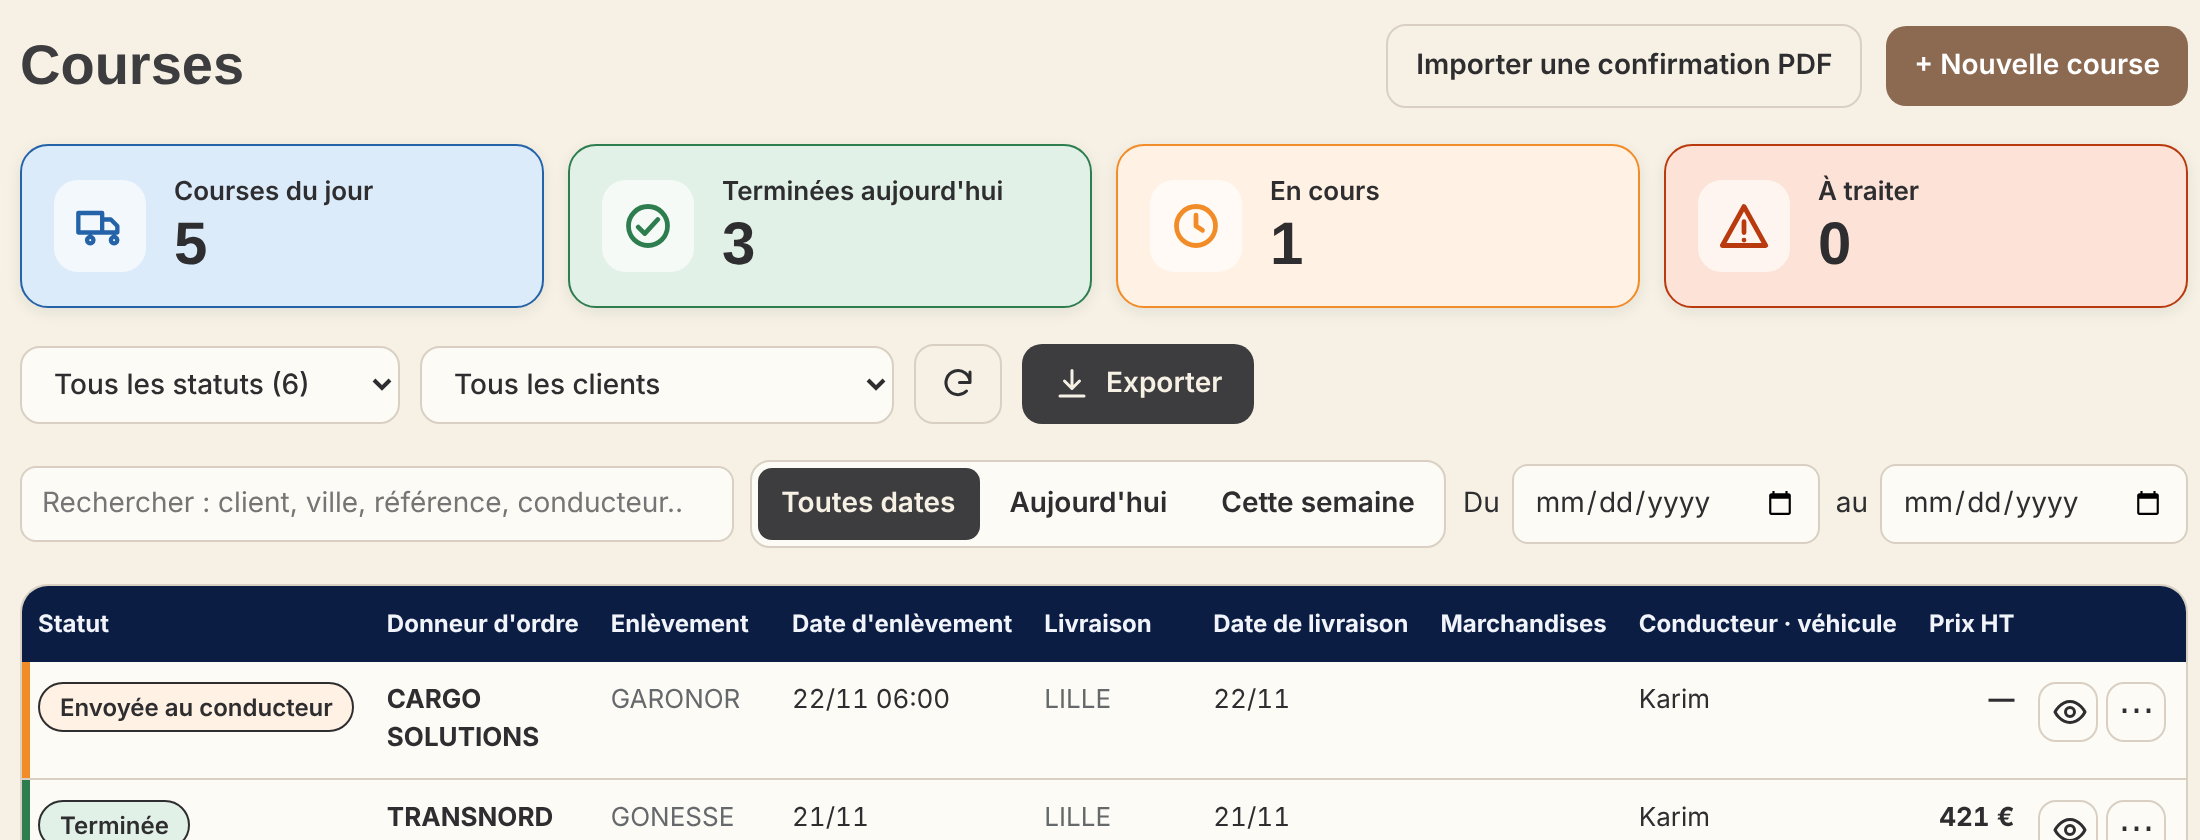 Courses
Importer une confirmation PDF
+ Nouvelle course
Courses du jour
5
Terminées aujourd'hui
3
En cours
1
À traiter
0
Tous les statuts (6)
Tous les clients
Exporter
Rechercher : client, ville, référence, conducteur..
Toutes dates
Aujourd'hui
Cette semaine
Du
mm/dd/yyyy
au
mm/dd/yyyy
Statut Donneur d'ordre Enlèvement Date d'enlèvement Livraison Date de livraison Marchandises Conducteur · véhicule Prix HT
Envoyée au conducteur CARGO GARONOR 22/11 06:00 LILLE 22/11 Karim —
SOLUTIONS
Terminée TRANSNORD GONESSE 21/11 LILLE 21/11 Karim 421 €